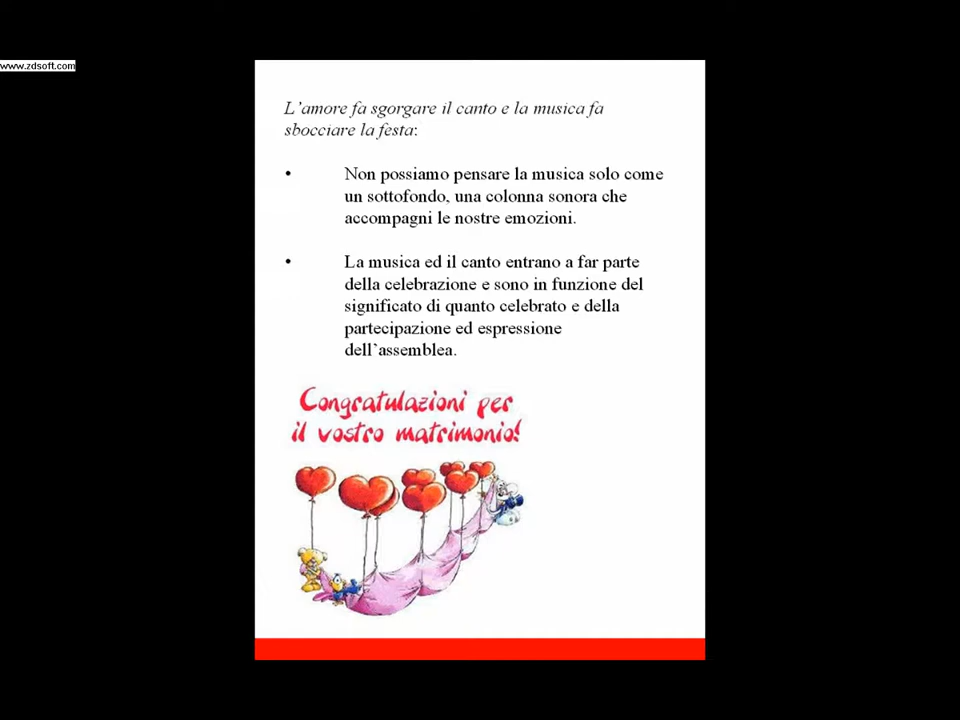 www.zdsoft.com
L'amore fa sgorgare il canto e la musica fa
sbocciare la festa:
• Non possiamo pensare la musica solo come
un sottofondo, una colonna sonora che
accompagni le nostre emozioni.
• La musica ed il canto entrano a far parte
della celebrazione e sono in funzione del
significato di quanto celebrato e della
partecipazione ed espressione
dell'assemblea.
Congratulazioni per
il vostro matrimonio!